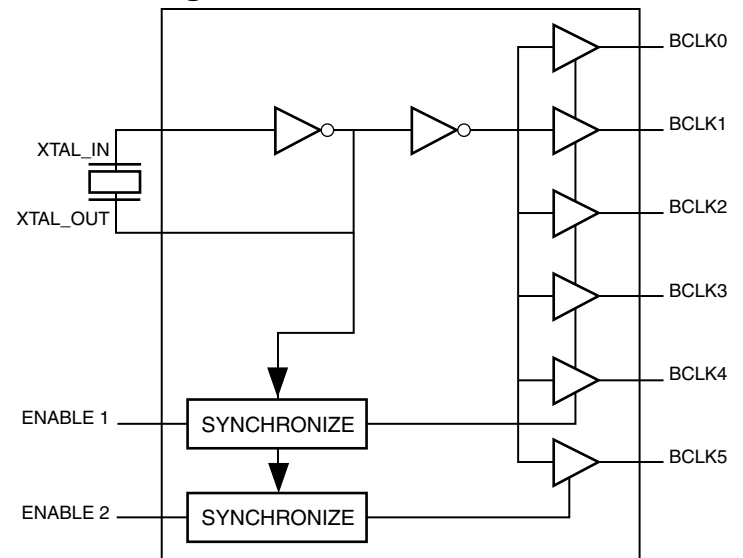 BCLK0
BCLK1
XTAL_IN
BCLK2
XTAL_OUT
BCLK3
BCLK4
ENABLE 1
SYNCHRONIZE
BCLK5
ENABLE 2
SYNCHRONIZE